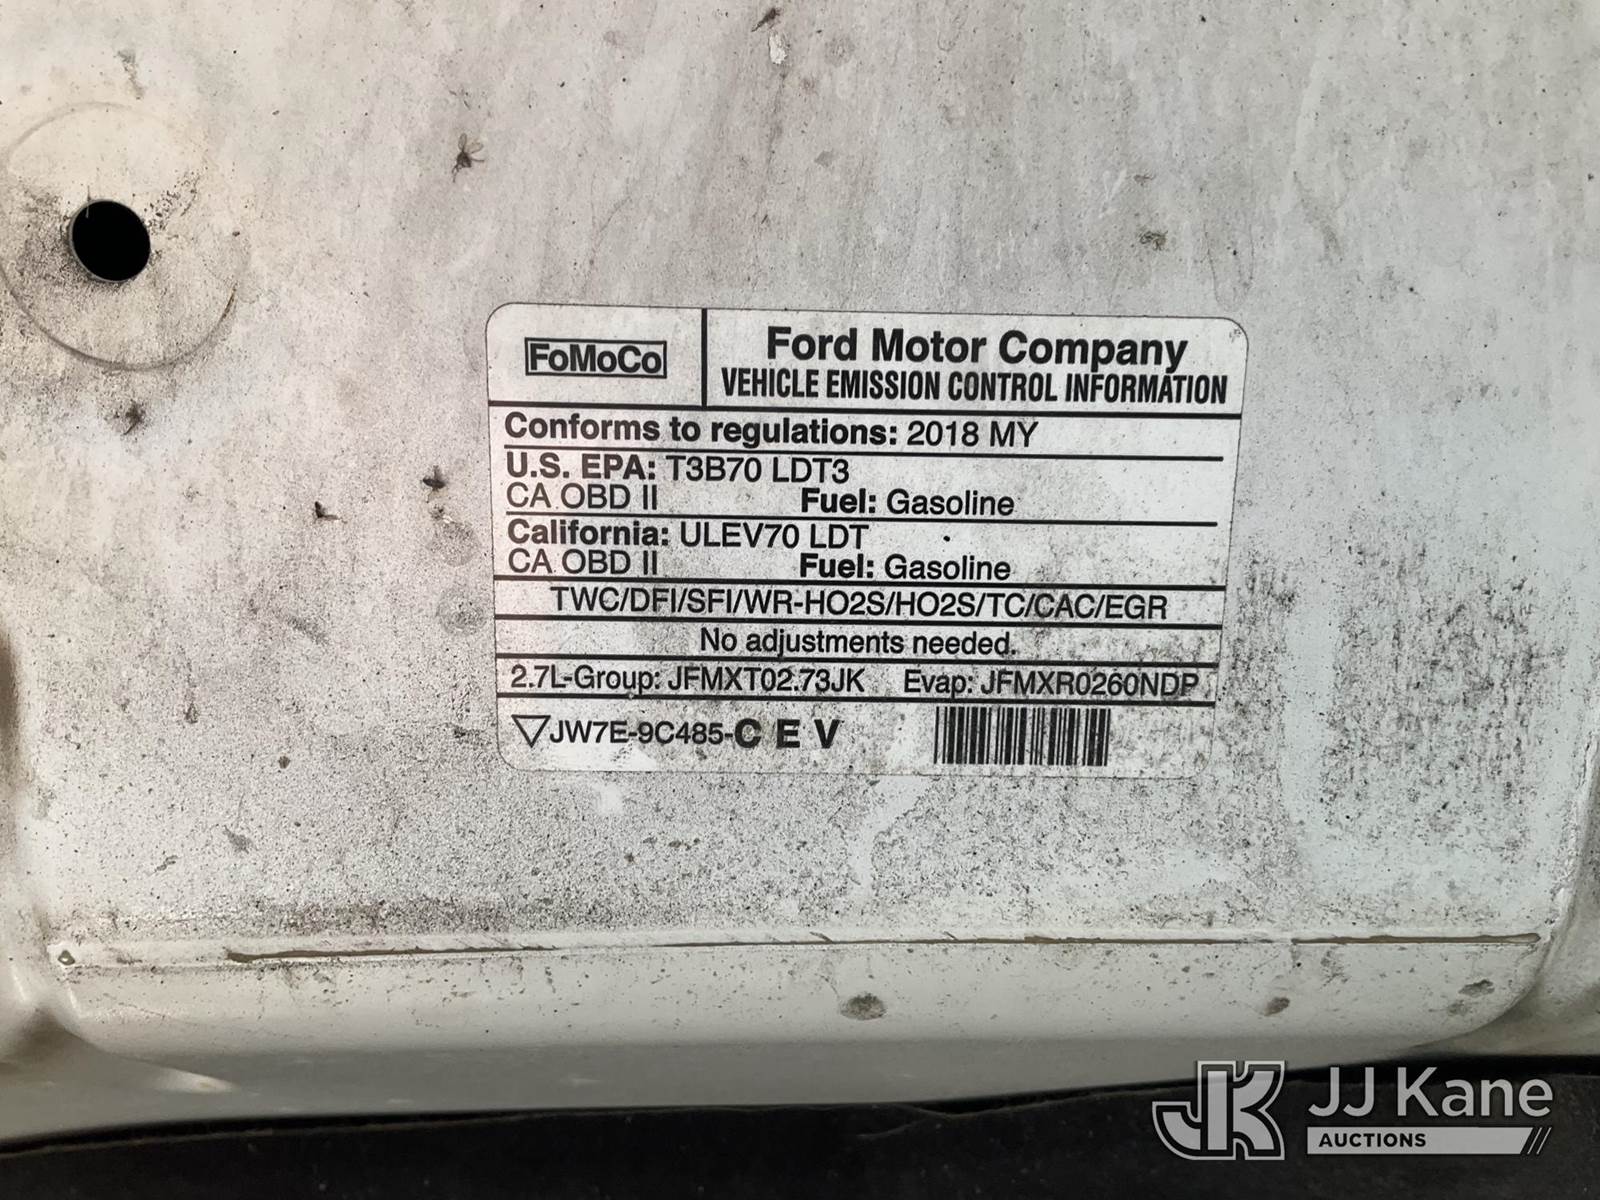 FoMoCo
Ford Motor Company
VEHICLE EMISSION CONTROL INFORMATION
Conforms to regulations: 2018 MY
U.S. EPA: T3B70 LDT3
CA OBD II Fuel: Gasoline
California: ULEV70 LDT
CA OBD II Fuel: Gasoline
TWC/DFI/SFI/WR-HO2S/HO2S/TC/CAC/EGR
No adjustments needed.
2.7L-Group: JFMXT02.73JK Evap: JFMXR0260NDP
JW7E-9C485-C E V
JK JJ Kane
AUCTIONS